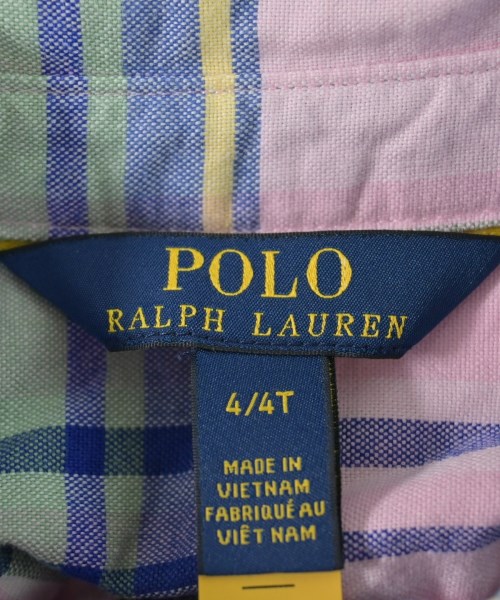 POLO
RALPH LAUREN
4/4T
MADE IN
VIETNAM
FABRIQUÉ AU
VIÊT NAM